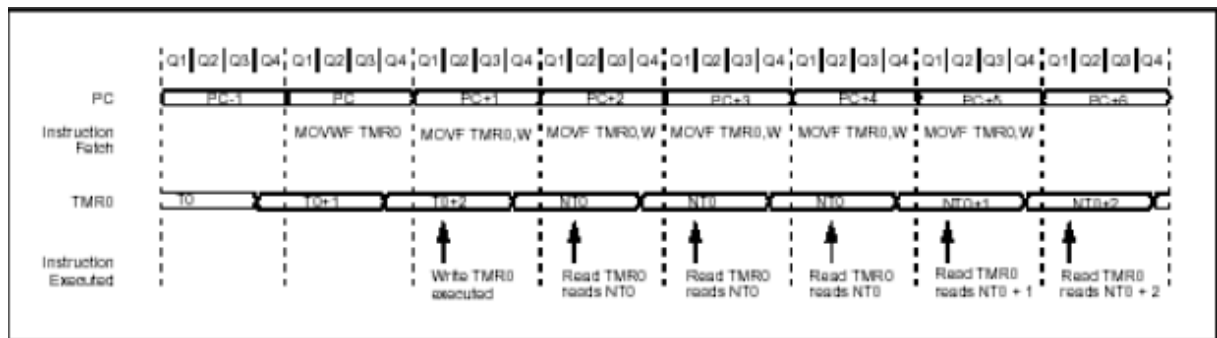 Q1 Q2 Q3 Q4 Q1 Q2 Q3 Q4 Q1 Q2 Q3 Q4 Q1 Q2 Q3 Q4 Q1 Q2 Q3 Q4 Q1 Q2 Q3 Q4 Q1 Q2 Q3 Q4 Q1 Q2 Q3 Q4
PC PC-1 PC PC+1 PC+2 PC+3 PC+4 PC+5 PC+6
Instruction
Fetch
MOVWF TMR0 MOVF TMR0,W MOVF TMR0,W MOVF TMR0,W MOVF TMR0,W MOVF TMR0,W
TMR0 T0 T0+1 T0+2 NT0 NT0 NT0 NT0+1 NT0+2
Instruction
Executed
Write TMR0
executed
Read TMR0
reads NT0
Read TMR0
reads NT0
Read TMR0
reads NT0
Read TMR0
reads NT0 + 1
Read TMR0
reads NT0 + 2